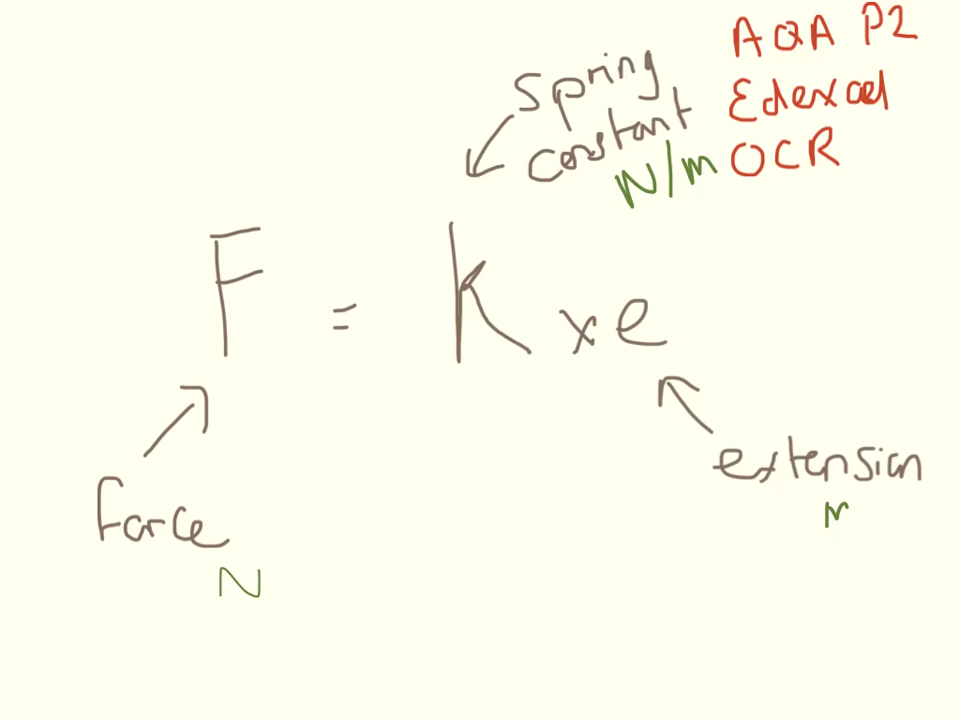 AQA P2
Edexcel
OCR
Spring
constant
N/m
F = K x e
force
N
extension
m